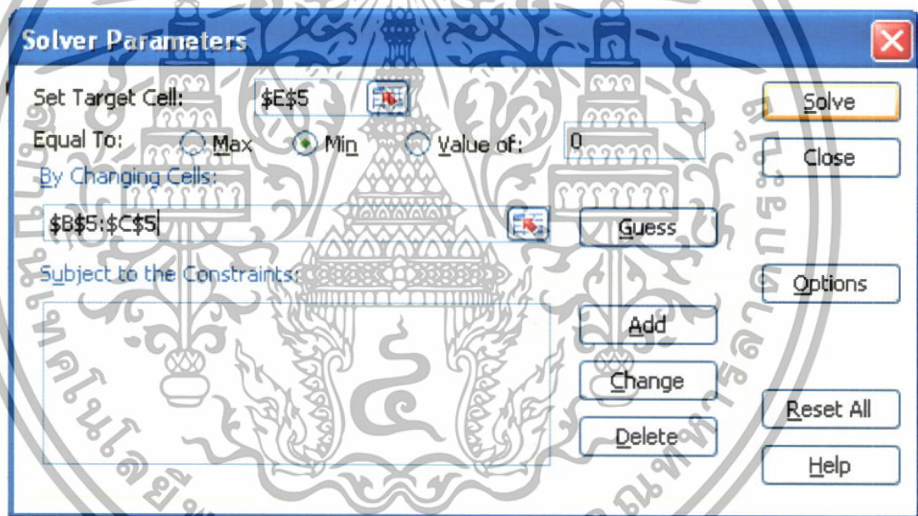 Solver Parameters
Set Target Cell: $E$5 Solve
Equal To: Max Min Value of: 0 Close
By Changing Cells:
$B$5:$C$5 Guess
Subject to the Constraints: Options
Add
Change
Reset All
Delete
Help